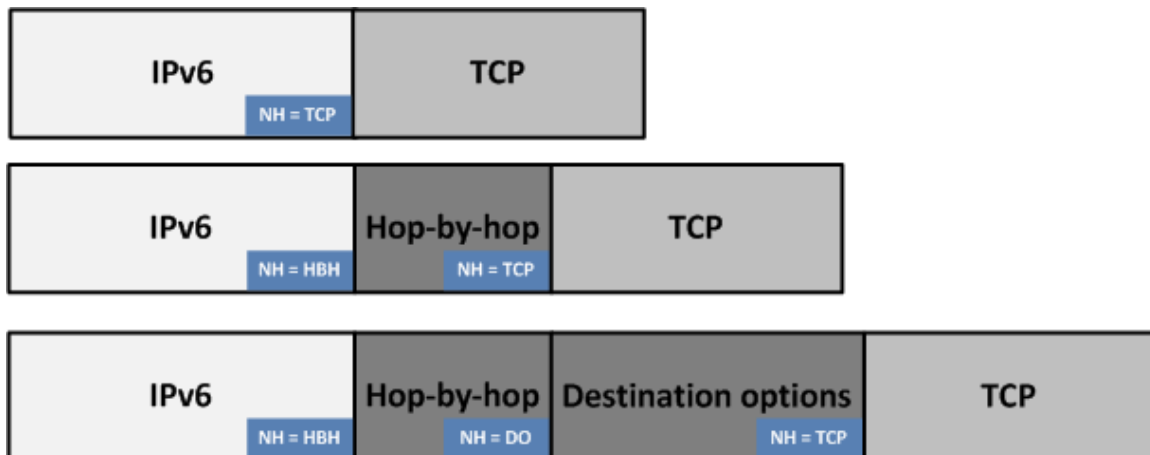 IPv6 TCP
NH = TCP
IPv6 Hop-by-hop TCP
NH = HBH NH = TCP
IPv6 Hop-by-hop Destination options TCP
NH = HBH NH = DO NH = TCP